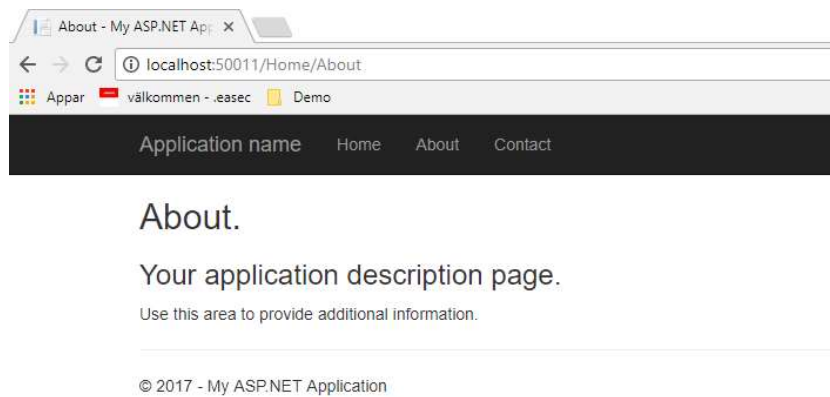 About - My ASP.NET App
localhost:50011/Home/About
Appar välkommen - .easec Demo
Application name Home About Contact
About.
Your application description page.
Use this area to provide additional information.
© 2017 - My ASP.NET Application